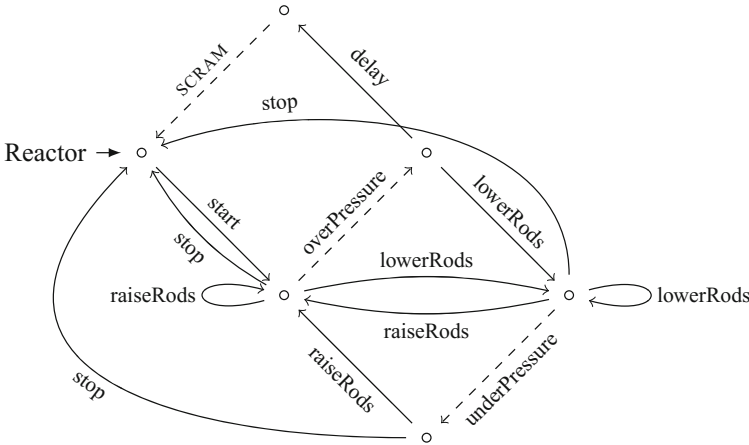 SCRAM
delay
stop
Reactor
start
stop
overPressure
lowerRods
lowerRods
raiseRods
lowerRods
raiseRods
raiseRods
underPressure
stop